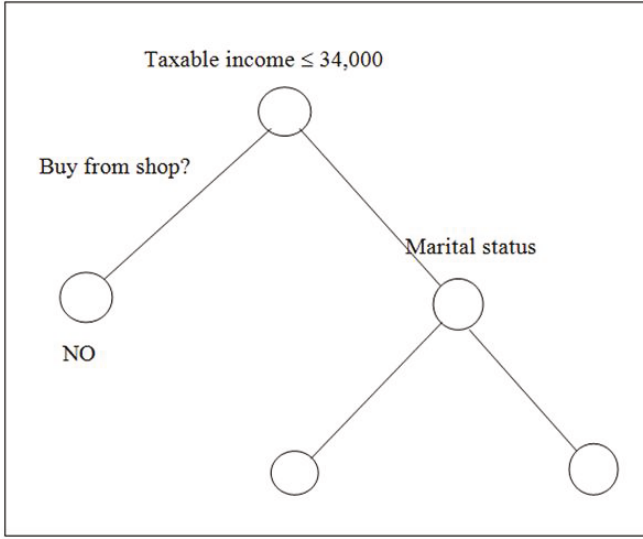 Taxable income ≤ 34,000
Buy from shop?
Marital status
NO